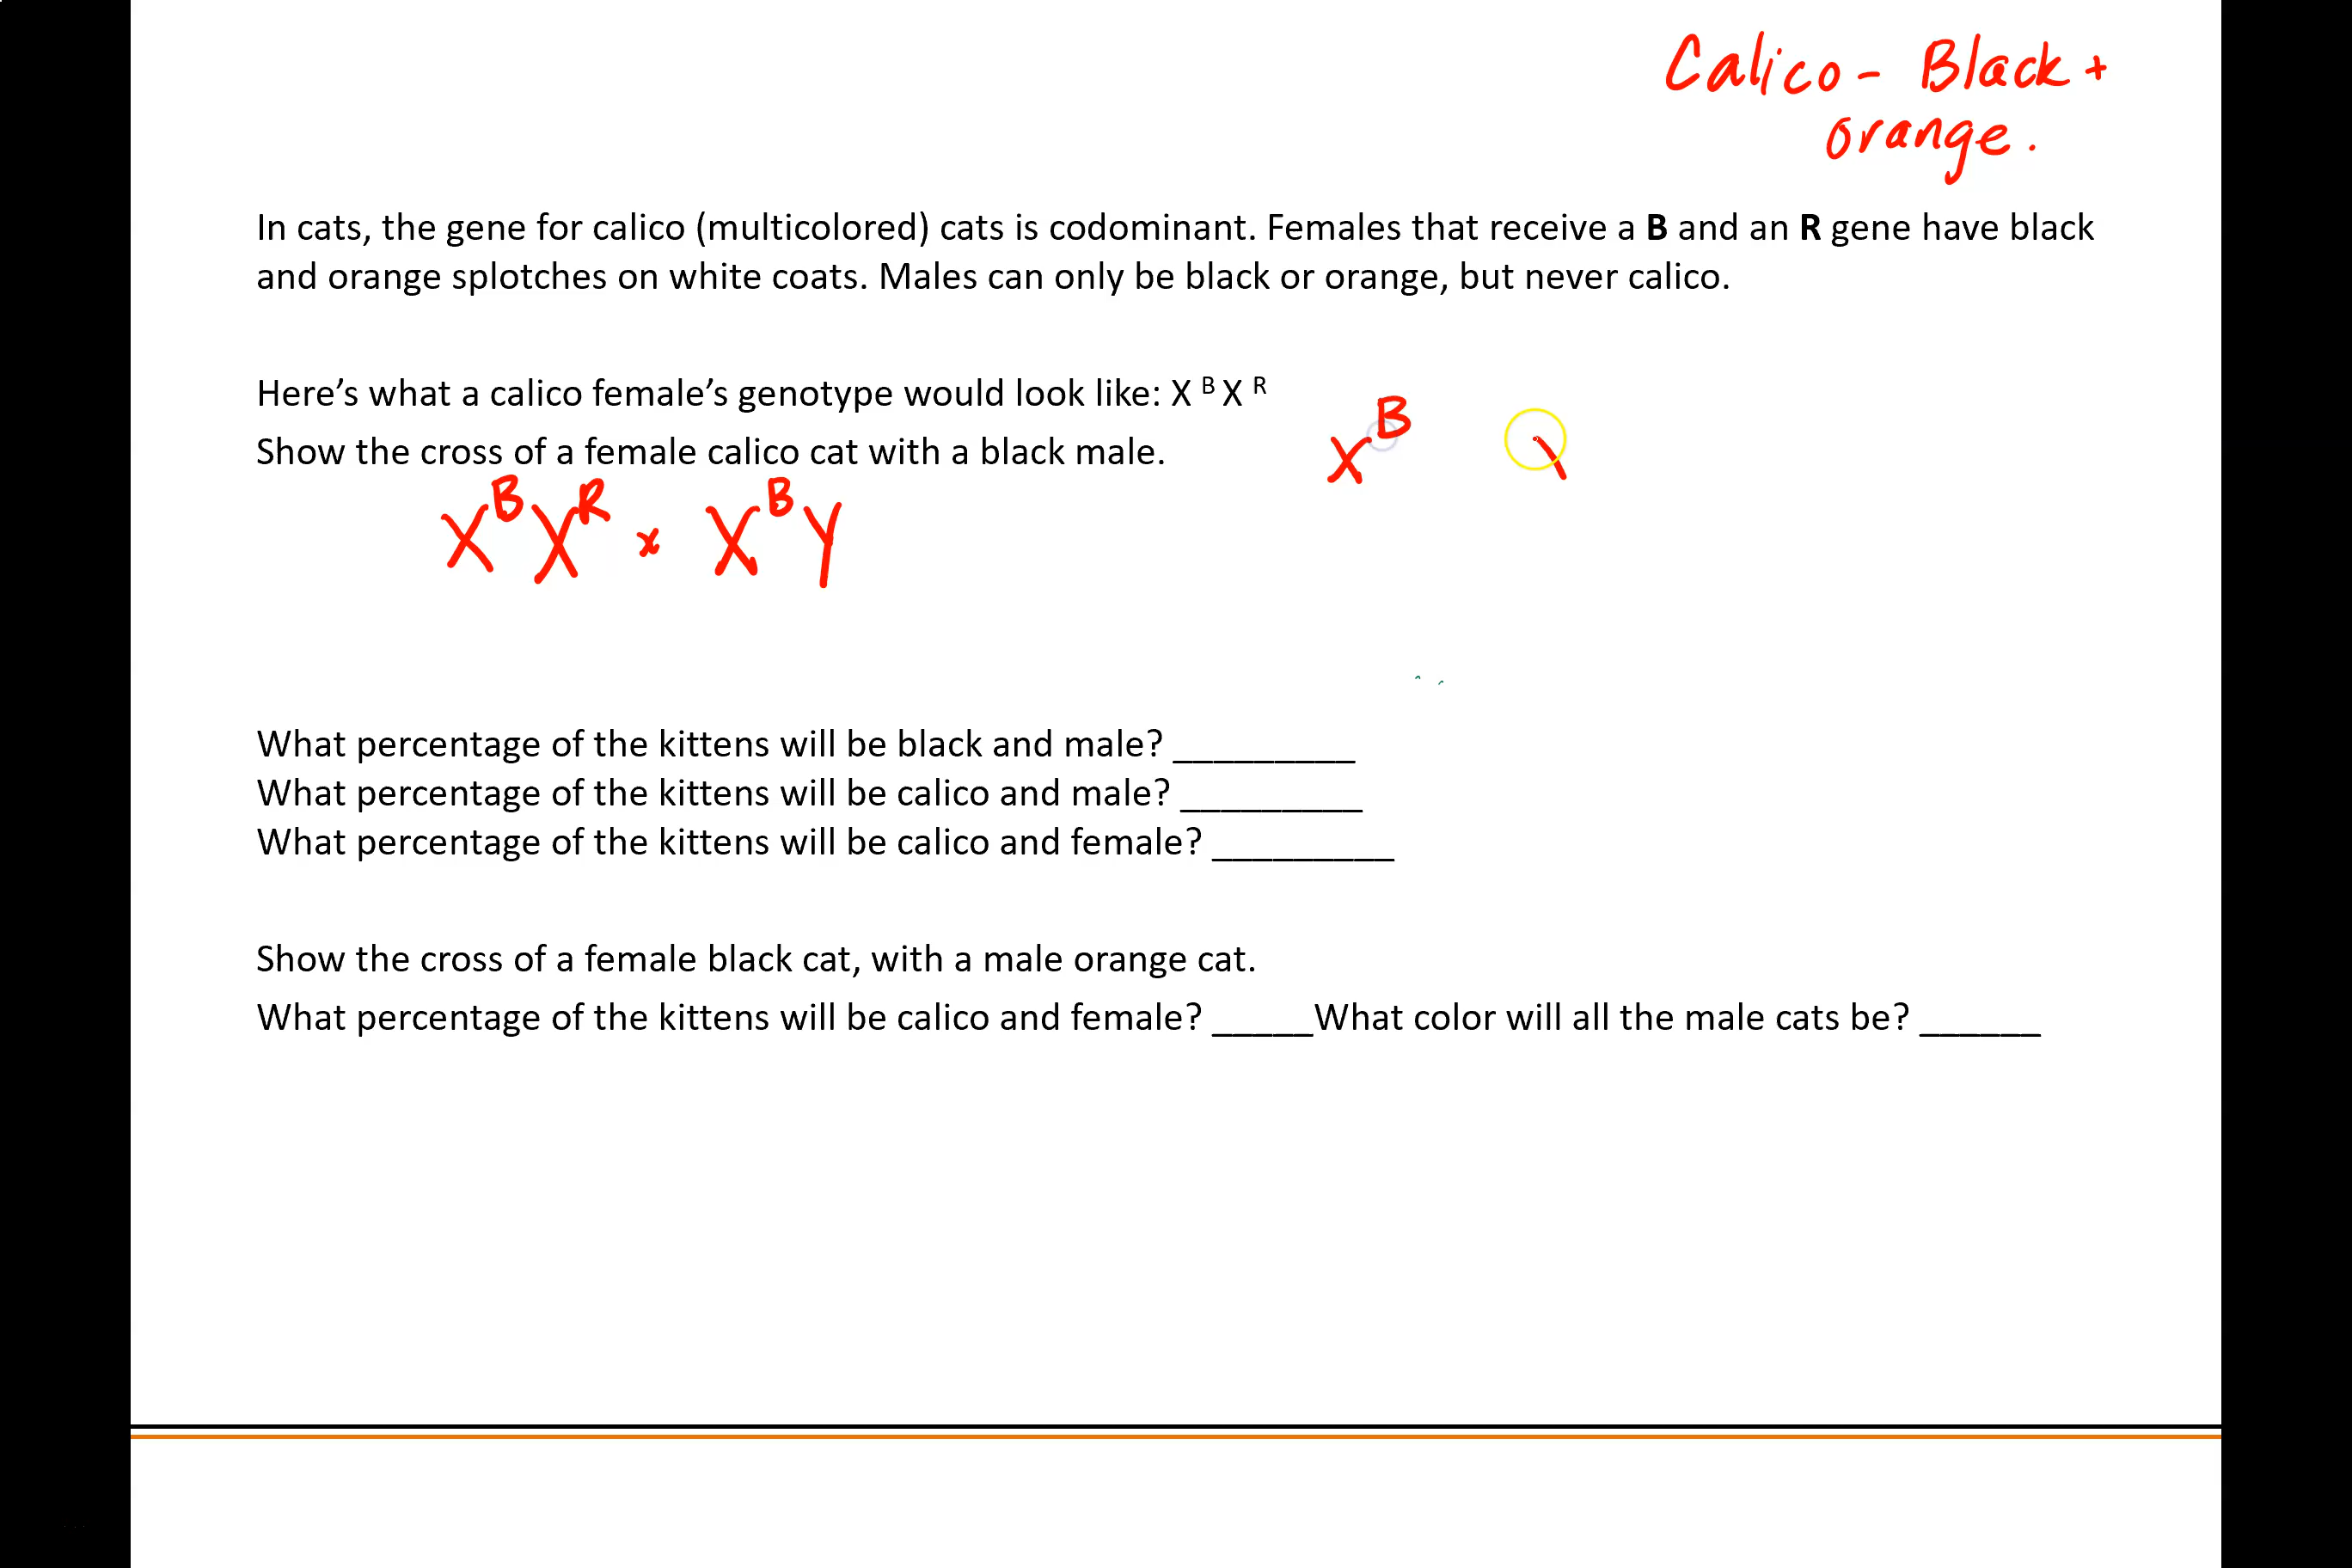 Calico - Black +
orange.
In cats, the gene for calico (multicolored) cats is codominant. Females that receive a B and an R gene have black
and orange splotches on white coats. Males can only be black or orange, but never calico.
Here’s what a calico female’s genotype would look like: X B X R
Show the cross of a female calico cat with a black male.
X B
X B X R x X B Y
What percentage of the kittens will be black and male? _________
What percentage of the kittens will be calico and male? _________
What percentage of the kittens will be calico and female? _________
Show the cross of a female black cat, with a male orange cat.
What percentage of the kittens will be calico and female? _____What color will all the male cats be? ______